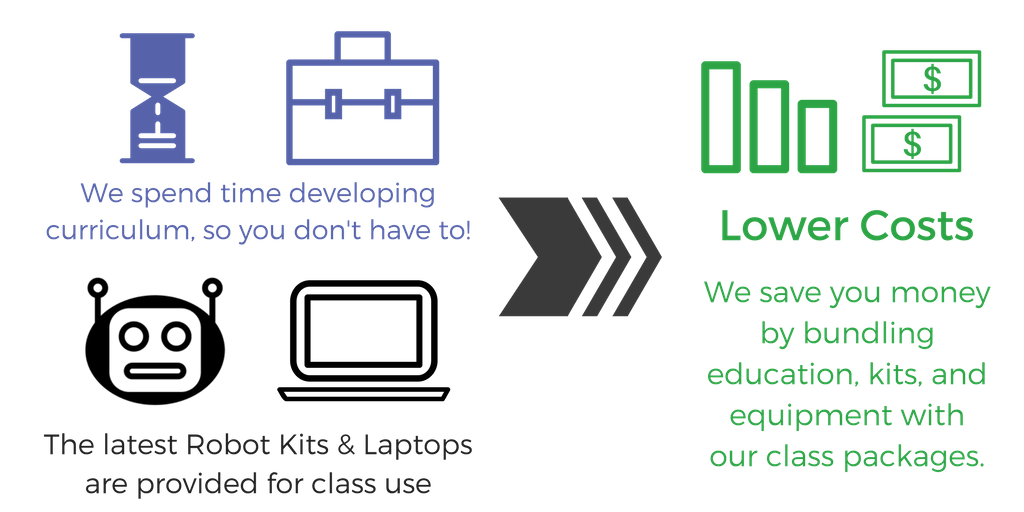 We spend time developing
curriculum, so you don't have to!
The latest Robot Kits & Laptops
are provided for class use
$
$
Lower Costs
We save you money
by bundling
education, kits, and
equipment with
our class packages.